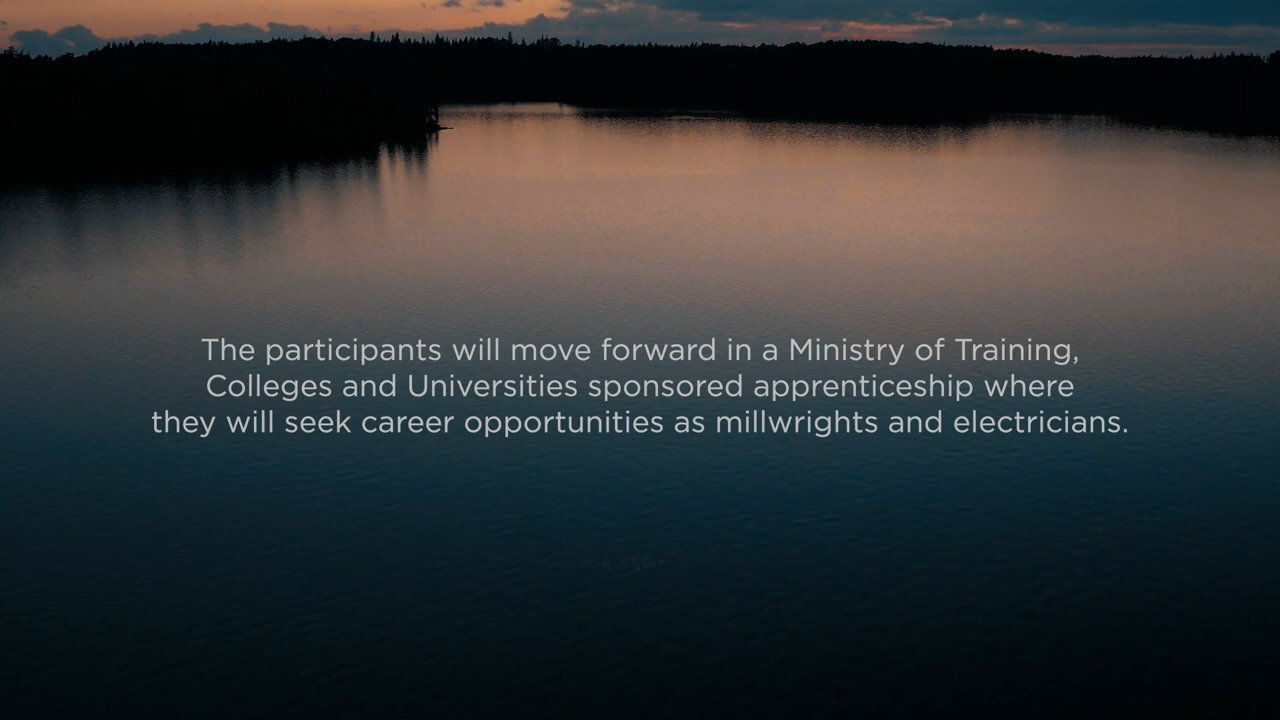 The participants will move forward in a Ministry of Training,
Colleges and Universities sponsored apprenticeship where
they will seek career opportunities as millwrights and electricians.